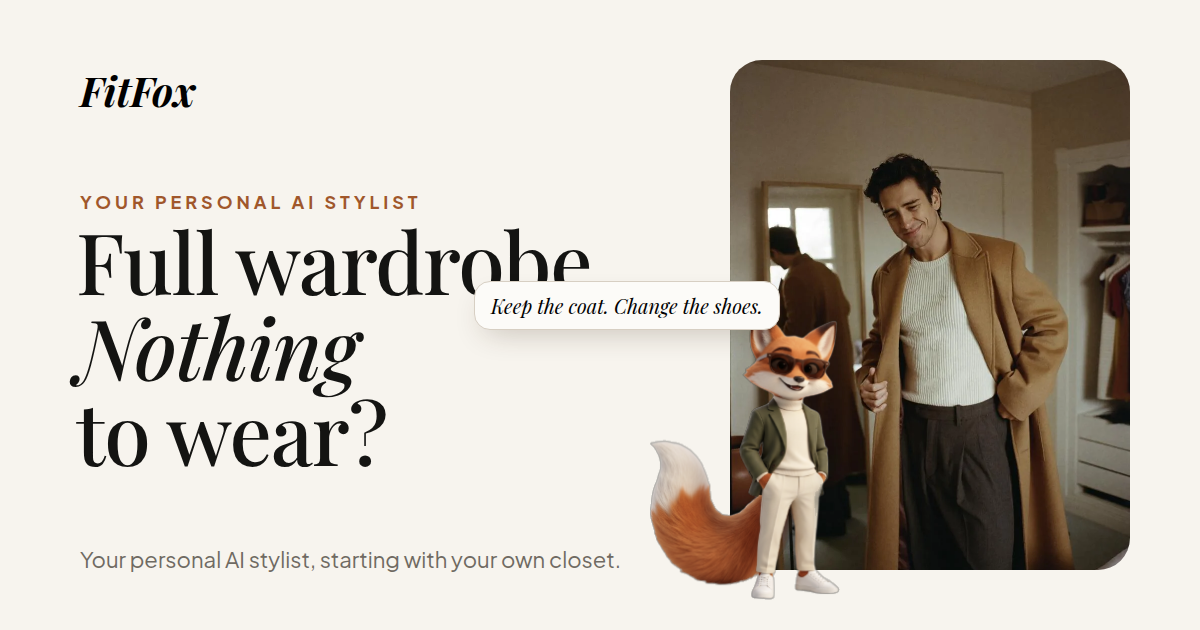 FitFox
YOUR PERSONAL AI STYLIST
Full wardrobe
Keep the coat. Change the shoes.
Nothing
to wear?
Your personal AI stylist, starting with your own closet.